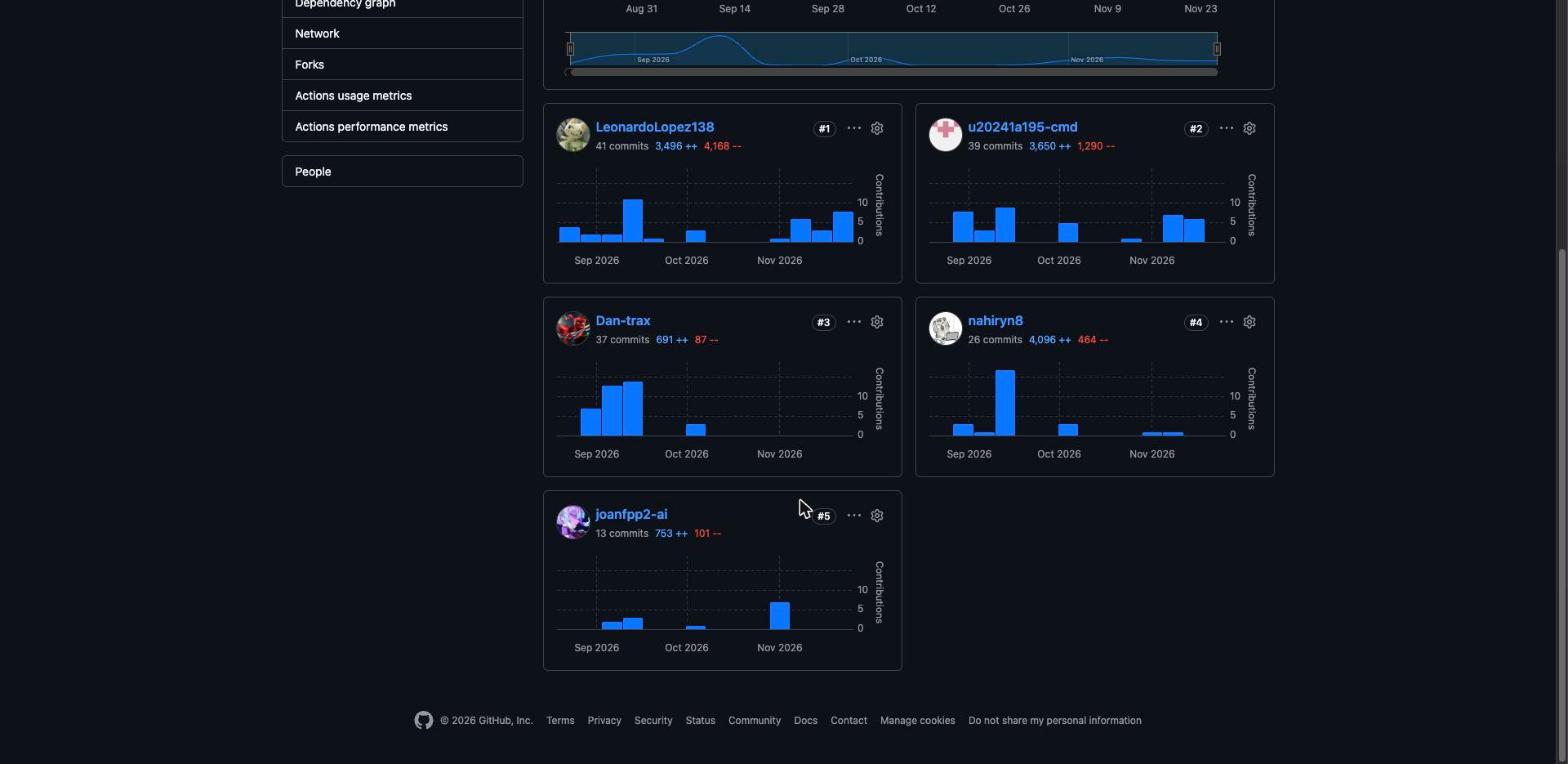 Dependency graph
Network
Forks
Actions usage metrics
Actions performance metrics
People
Aug 31 Sep 14 Sep 28 Oct 12 Oct 26 Nov 9 Nov 23
Sep 2026 Oct 2026 Nov 2026
LeonardoLopez138 #1
41 commits 3,496 ++ 4,168 --
Contributions
10
5
0
Sep 2026 Oct 2026 Nov 2026
u20241a195-cmd #2
39 commits 3,650 ++ 1,290 --
Contributions
10
5
0
Sep 2026 Oct 2026 Nov 2026
Dan-trax #3
37 commits 691 ++ 87 --
Contributions
10
5
0
Sep 2026 Oct 2026 Nov 2026
nahiryn8 #4
26 commits 4,096 ++ 464 --
Contributions
10
5
0
Sep 2026 Oct 2026 Nov 2026
joanfpp2-ai #5
13 commits 753 ++ 101 --
Contributions
10
5
0
Sep 2026 Oct 2026 Nov 2026
© 2026 GitHub, Inc. Terms Privacy Security Status Community Docs Contact Manage cookies Do not share my personal information